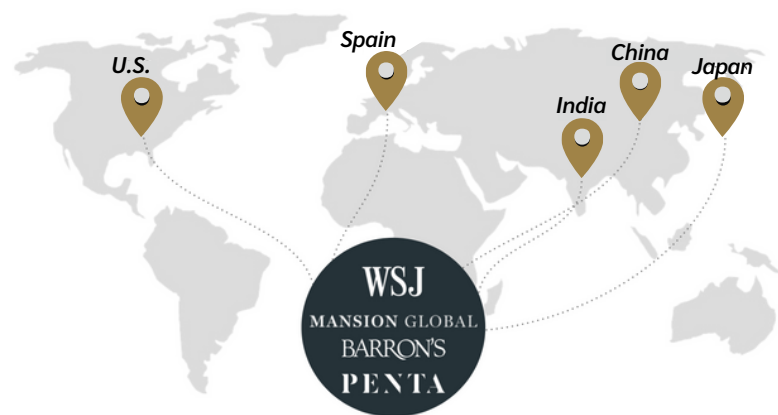 U.S.
Spain
China
Japan
India
WSJ
MANSION GLOBAL
BARRON'S
PENTA